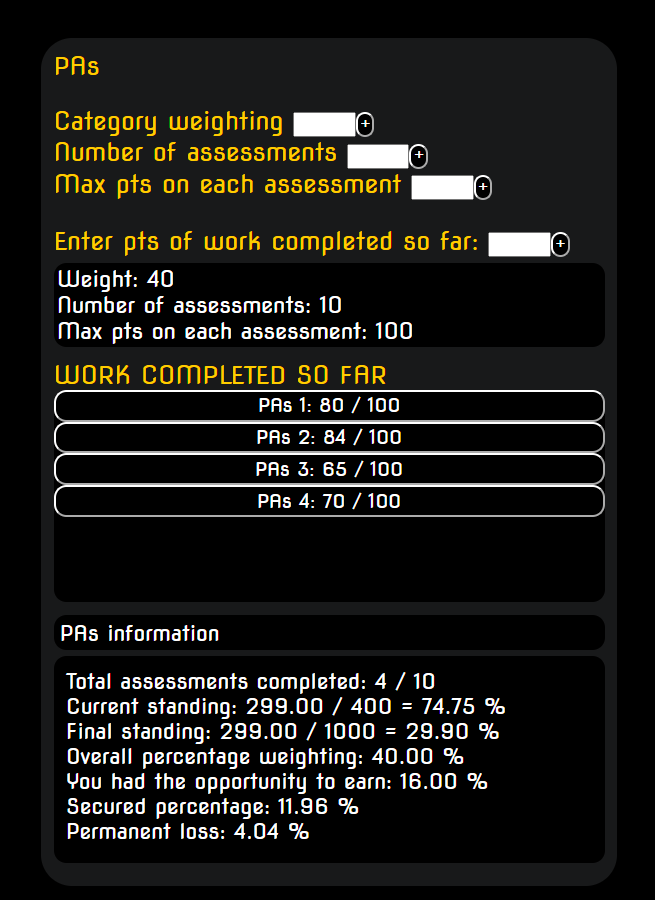 PAs
Category weighting +
Number of assessments +
Max pts on each assessment +
Enter pts of work completed so far: +
Weight: 40
Number of assessments: 10
Max pts on each assessment: 100
WORK COMPLETED SO FAR
PAs 1: 80 / 100
PAs 2: 84 / 100
PAs 3: 65 / 100
PAs 4: 70 / 100
PAs information
Total assessments completed: 4 / 10
Current standing: 299.00 / 400 = 74.75 %
Final standing: 299.00 / 1000 = 29.90 %
Overall percentage weighting: 40.00 %
You had the opportunity to earn: 16.00 %
Secured percentage: 11.96 %
Permanent loss: 4.04 %